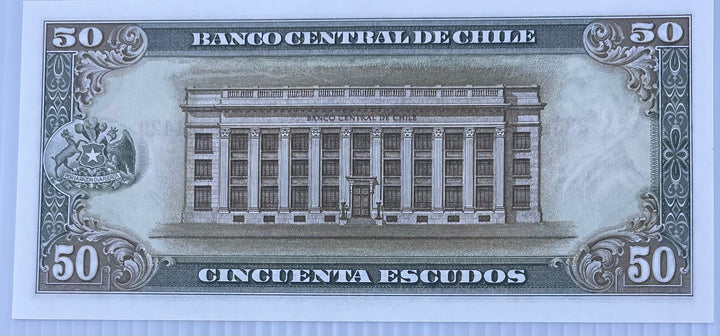 50 BANCO CENTRAL DE CHILE 50
BANCO CENTRAL DE CHILE
50 CINCUENTA ESCUDOS 50